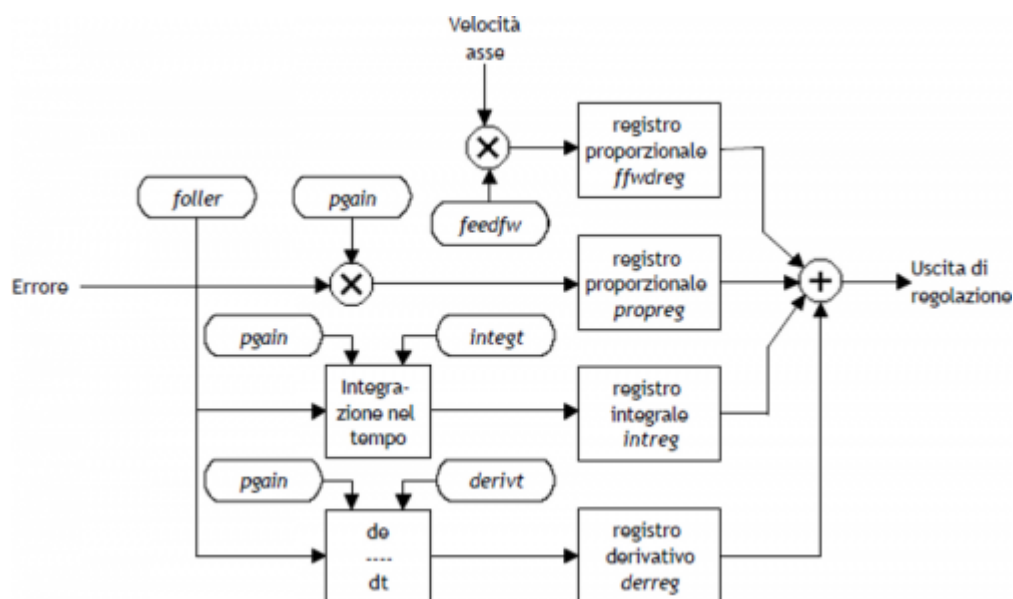 Velocità
asse
registro
proporzionale
ffwdreg
foller
pgain
feedfw
Errore
registro
proporzionale
propreg
Uscita di
regolazione
pgain
integt
Integra-
zione nel
tempo
registro
integrale
intreg
pgain
derivt
de
----
dt
registro
derivativo
derreg